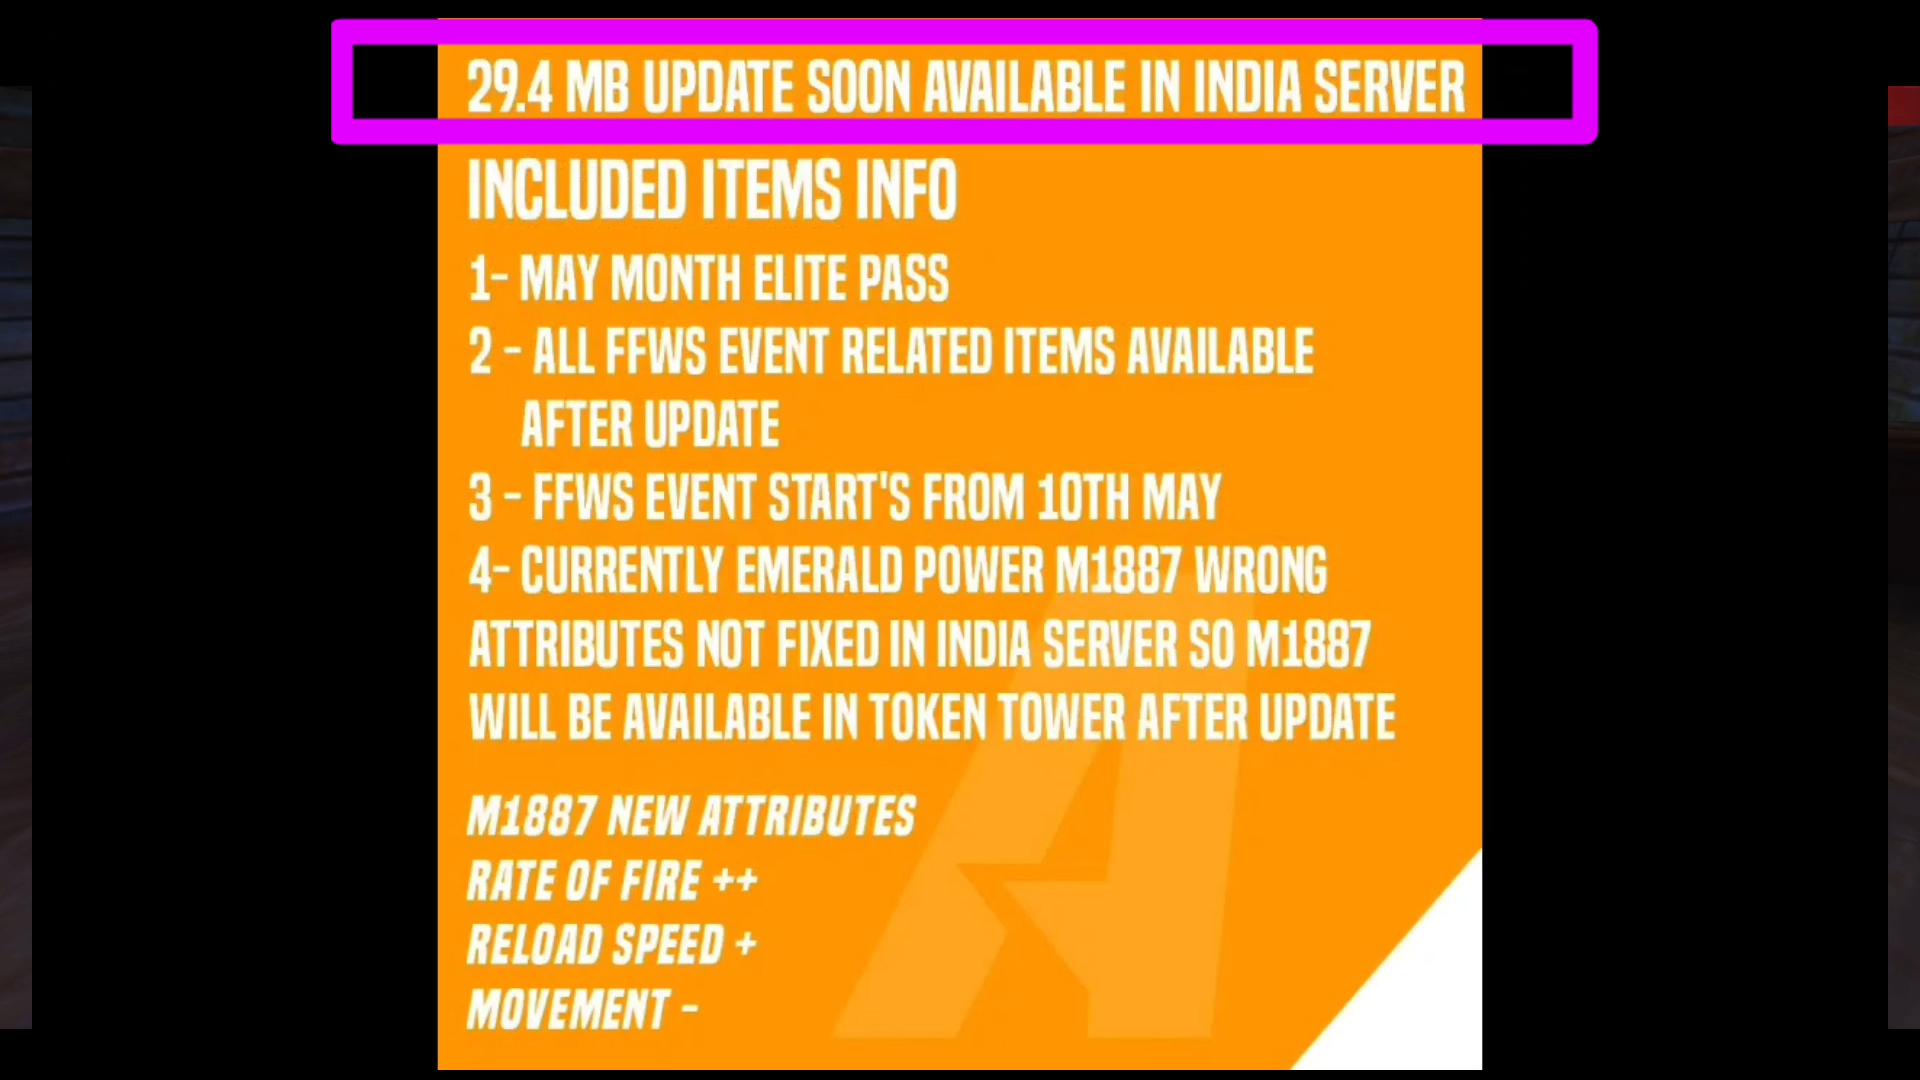 29.4 MB UPDATE SOON AVAILABLE IN INDIA SERVER
INCLUDED ITEMS INFO
1- MAY MONTH ELITE PASS
2 - ALL FFWS EVENT RELATED ITEMS AVAILABLE
AFTER UPDATE
3 - FFWS EVENT START'S FROM 10TH MAY
4- CURRENTLY EMERALD POWER M1887 WRONG
ATTRIBUTES NOT FIXED IN INDIA SERVER SO M1887
WILL BE AVAILABLE IN TOKEN TOWER AFTER UPDATE
M1887 NEW ATTRIBUTES
RATE OF FIRE ++
RELOAD SPEED +
MOVEMENT -